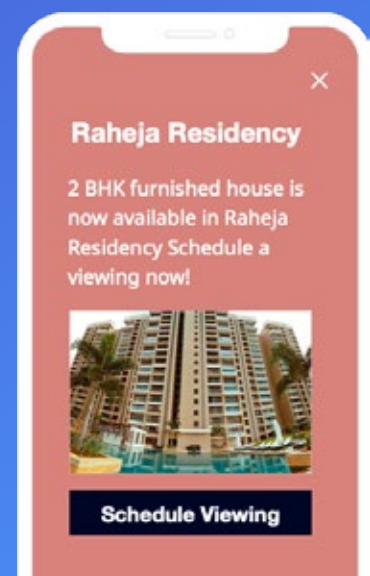 Raheja Residency
2 BHK furnished house is
now available in Raheja
Residency Schedule a
viewing now!
Schedule Viewing